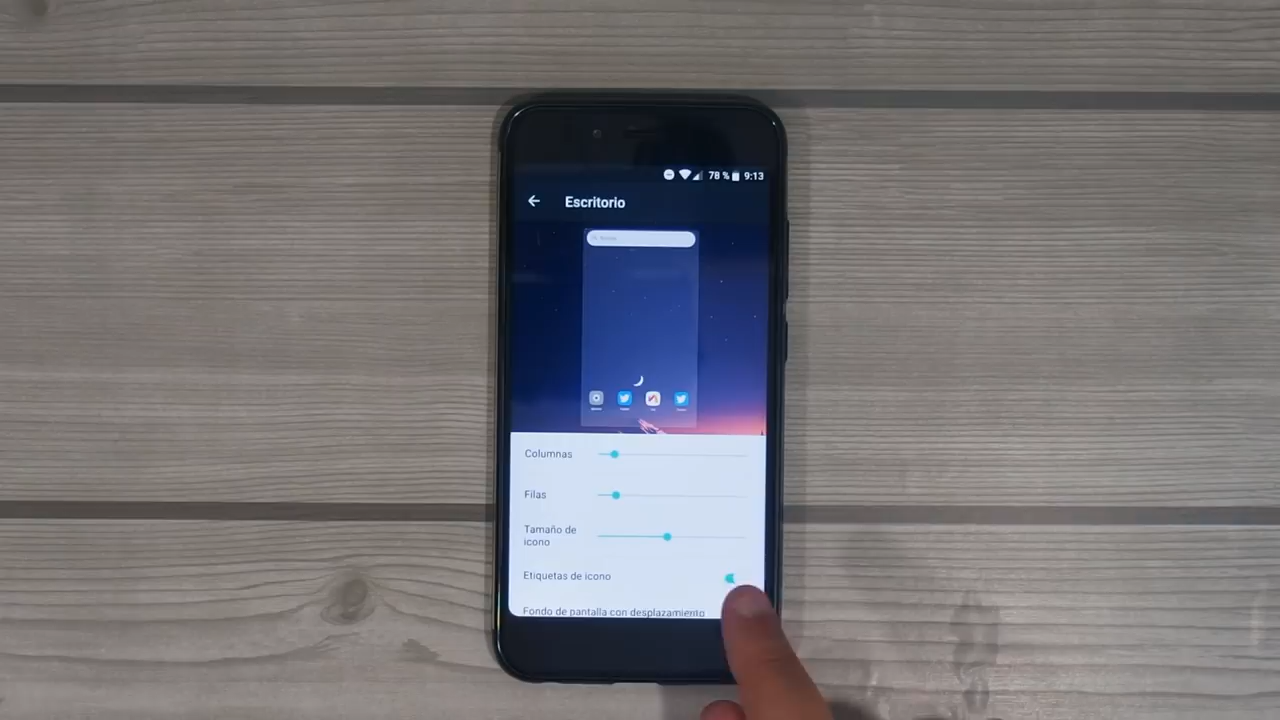 78 % 9:13
Escritorio
Columnas
Filas
Tamaño de
icono
Etiquetas de icono
Fondo de pantalla con desplazamiento